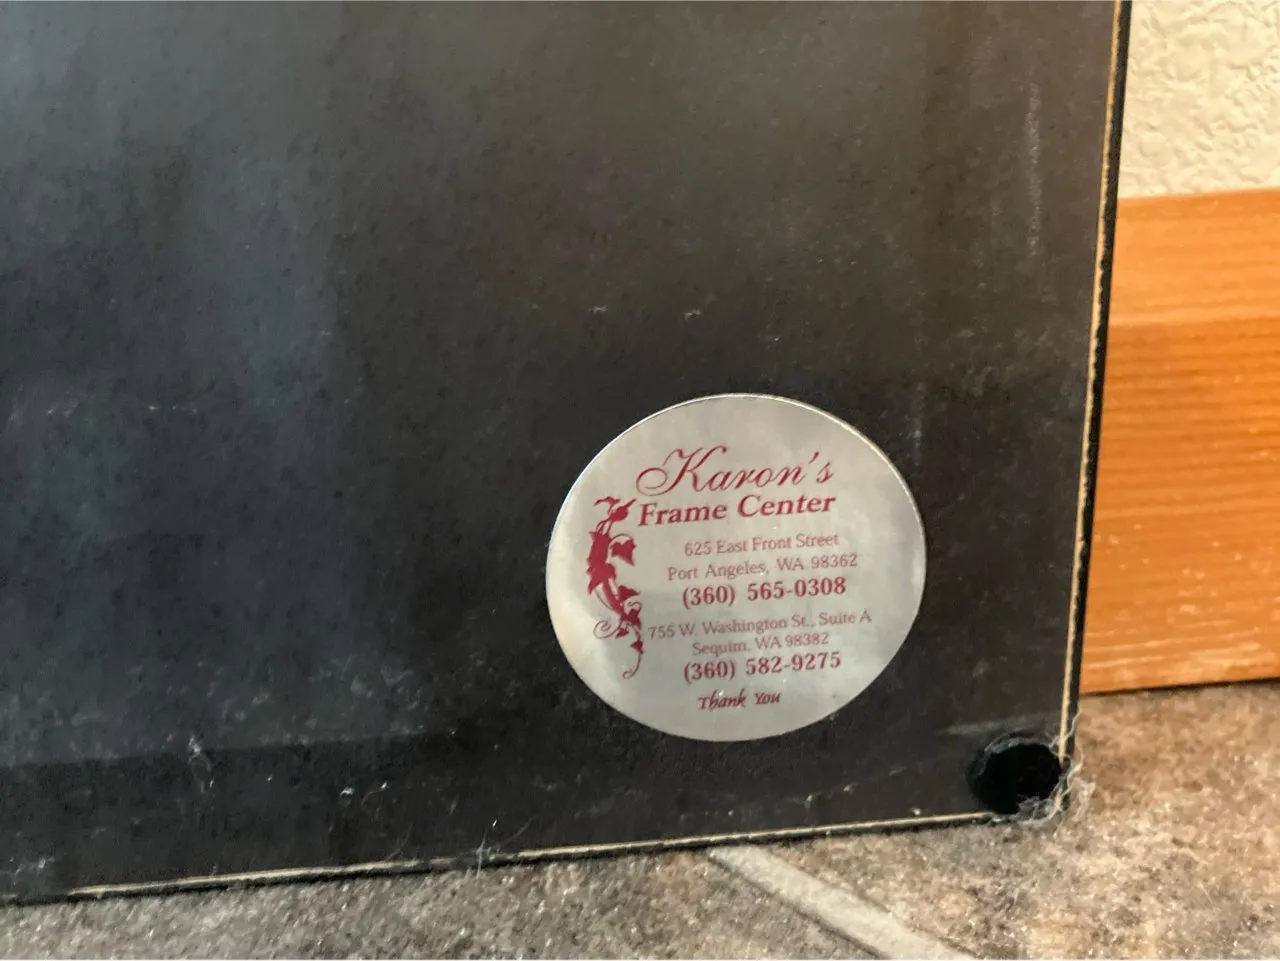 Karon's
Frame Center
625 East Front Street
Port Angeles, WA 98362
(360) 565-0308
755 W. Washington St., Suite A
Sequim, WA 98382
(360) 582-9275
Thank You